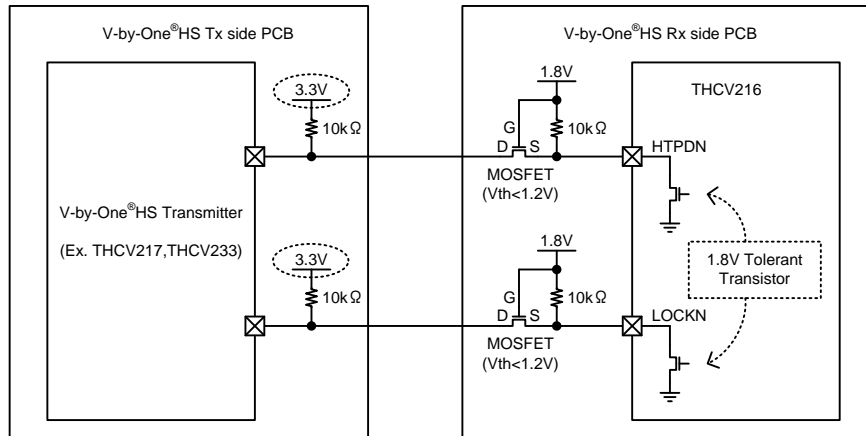 V-by-One®HS Tx side PCB
V-by-One®HS Rx side PCB
3.3V
10kΩ
1.8V
G
D S
10kΩ
MOSFET
(Vth<1.2V)
THCV216
HTPDN
V-by-One®HS Transmitter
(Ex. THCV217,THCV233)
3.3V
10kΩ
1.8V
G
D S
10kΩ
MOSFET
(Vth<1.2V)
1.8V Tolerant
Transistor
LOCKN